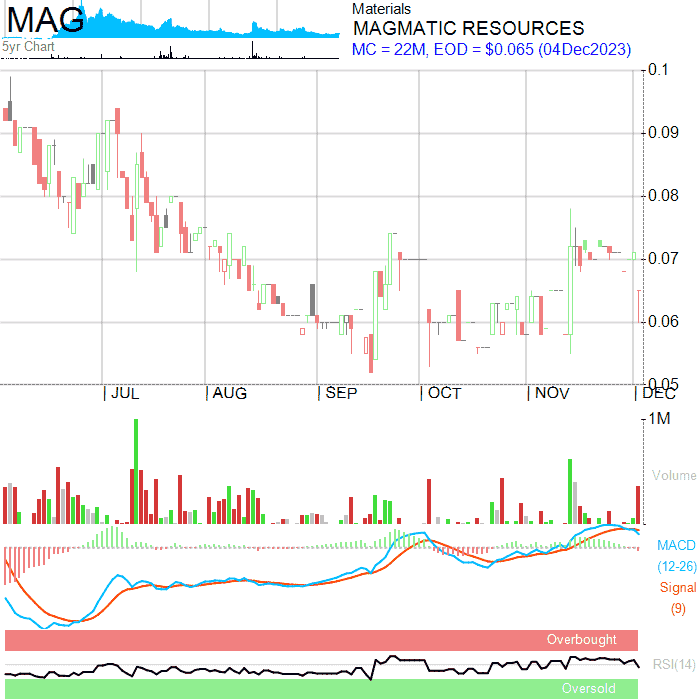 MAG
5yr Chart
Materials
MAGMATIC RESOURCES
MC = 22M, EOD = $0.065 (04Dec2023)
0.1
0.09
0.08
0.07
0.06
0.05
| JUL | AUG | SEP | OCT | NOV | DEC
1M
Volume
MACD
(12-26)
Signal
(9)
Overbought
RSI(14)
Oversold